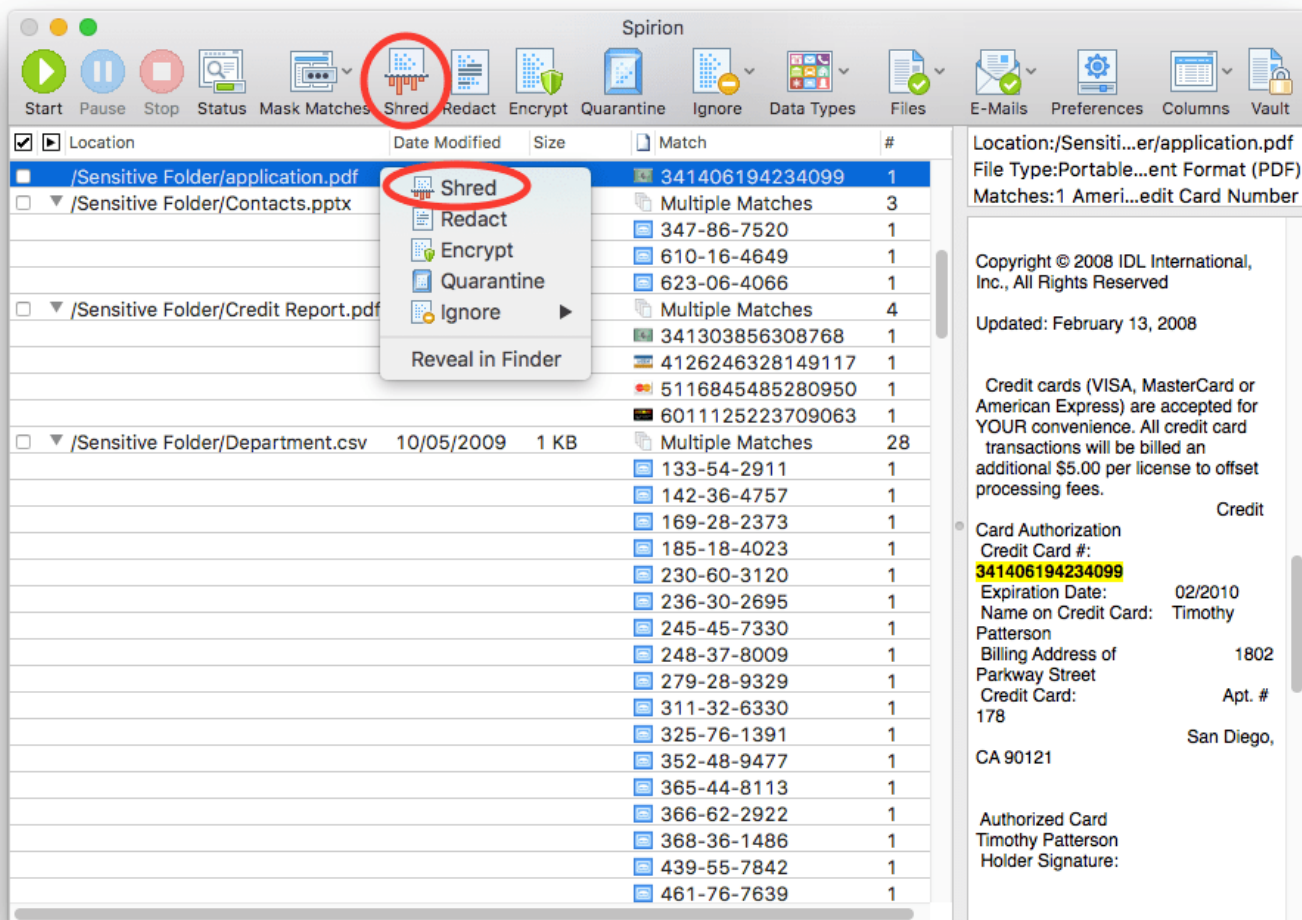 Spirion
Start Pause Stop Status Mask Matches Shred Redact Encrypt Quarantine Ignore Data Types Files E-Mails Preferences Columns Vault
Location Date Modified Size Match #
/Sensitive Folder/application.pdf 341406194234099 1
/Sensitive Folder/Contacts.pptx Multiple Matches 3
347-86-7520 1
610-16-4649 1
623-06-4066 1
/Sensitive Folder/Credit Report.pdf Multiple Matches 4
341303856308768 1
4126246328149117 1
5116845485280950 1
6011125223709063 1
/Sensitive Folder/Department.csv 10/05/2009 1 KB Multiple Matches 28
133-54-2911 1
142-36-4757 1
169-28-2373 1
185-18-4023 1
230-60-3120 1
236-30-2695 1
245-45-7330 1
248-37-8009 1
279-28-9329 1
311-32-6330 1
325-76-1391 1
352-48-9477 1
365-44-8113 1
366-62-2922 1
368-36-1486 1
439-55-7842 1
461-76-7639 1
Shred
Redact
Encrypt
Quarantine
Ignore
Reveal in Finder
Location:/Sensiti...er/application.pdf
File Type:Portable...ent Format (PDF)
Matches:1 Ameri...edit Card Number
Copyright © 2008 IDL International,
Inc., All Rights Reserved
Updated: February 13, 2008
Credit cards (VISA, MasterCard or
American Express) are accepted for
YOUR convenience. All credit card
transactions will be billed an
additional $5.00 per license to offset
processing fees.
Credit
Card Authorization
Credit Card #:
341406194234099
Expiration Date: 02/2010
Name on Credit Card: Timothy
Patterson
Billing Address of 1802
Parkway Street
Credit Card: Apt. #
178
San Diego,
CA 90121
Authorized Card
Timothy Patterson
Holder Signature: